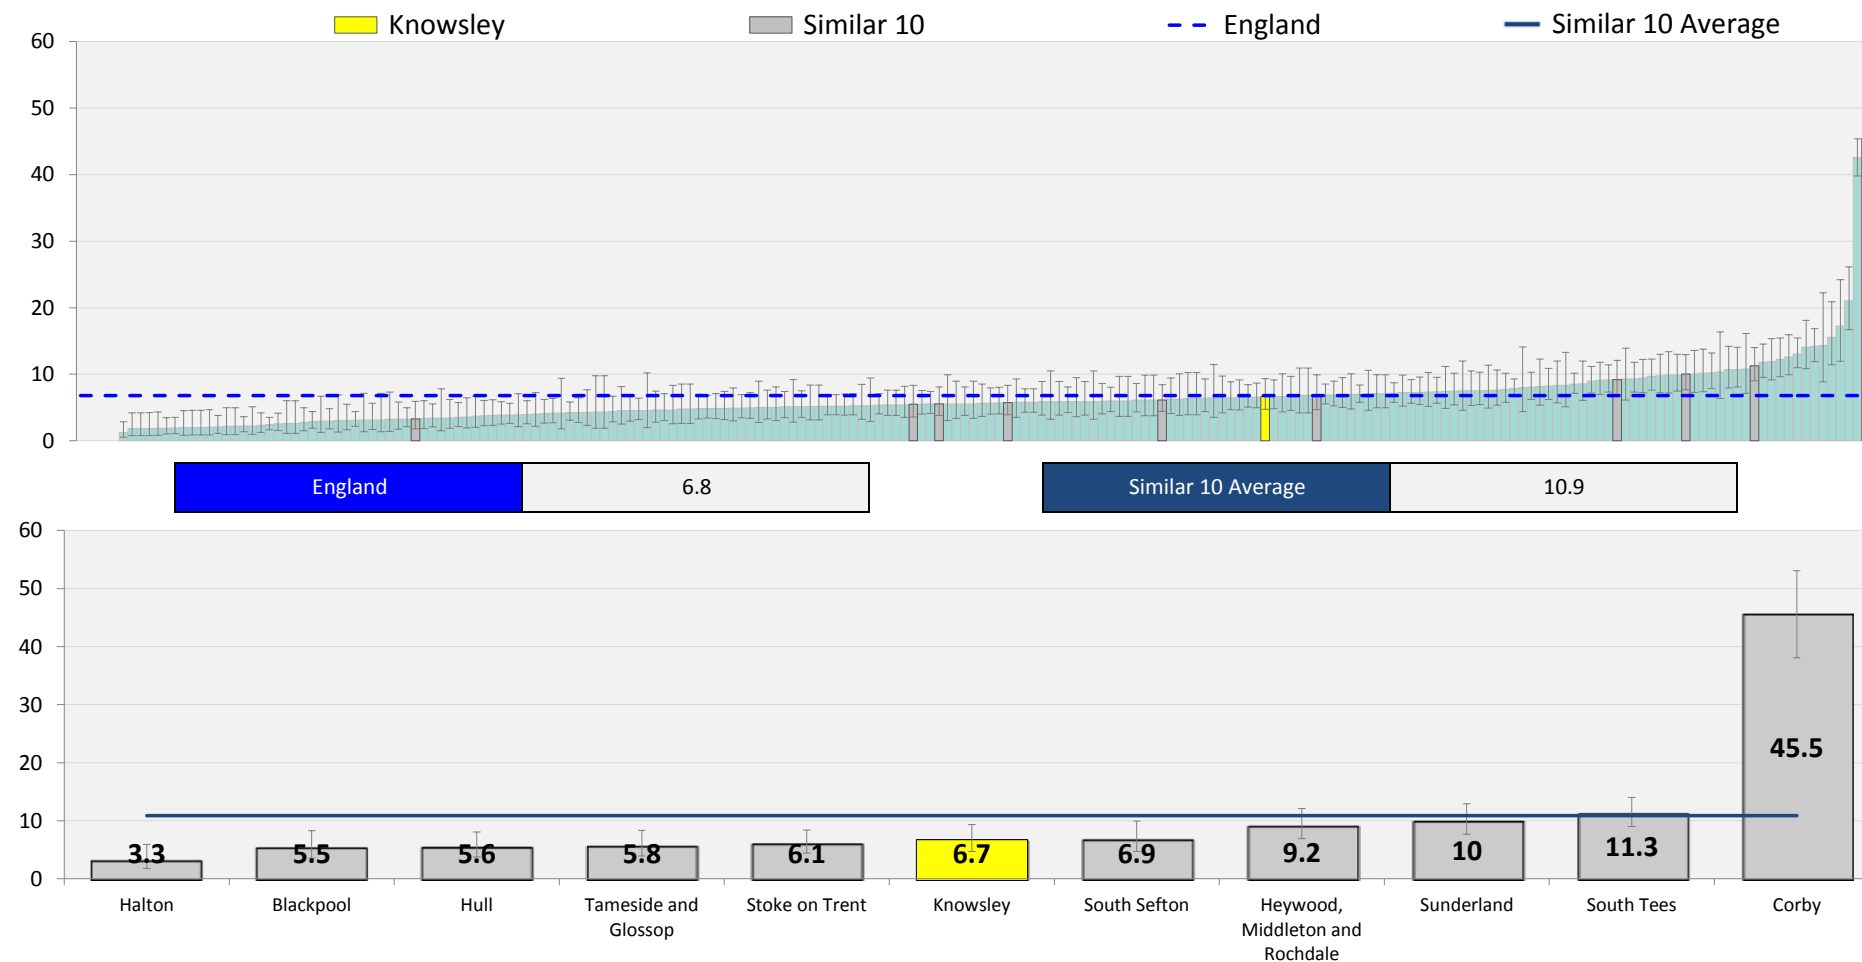 Knowsley
Similar 10
England
Similar 10 Average
60
50
40
30
20
10
0
England
6.8
Similar 10 Average
10.9
60
50
40
30
20
10
0
3.3
5.5
5.6
5.8
6.1
6.7
6.9
9.2
10
11.3
45.5
Halton
Blackpool
Hull
Tameside and
Glossop
Stoke on Trent
Knowsley
South Sefton
Heywood,
Middleton and
Rochdale
Sunderland
South Tees
Corby